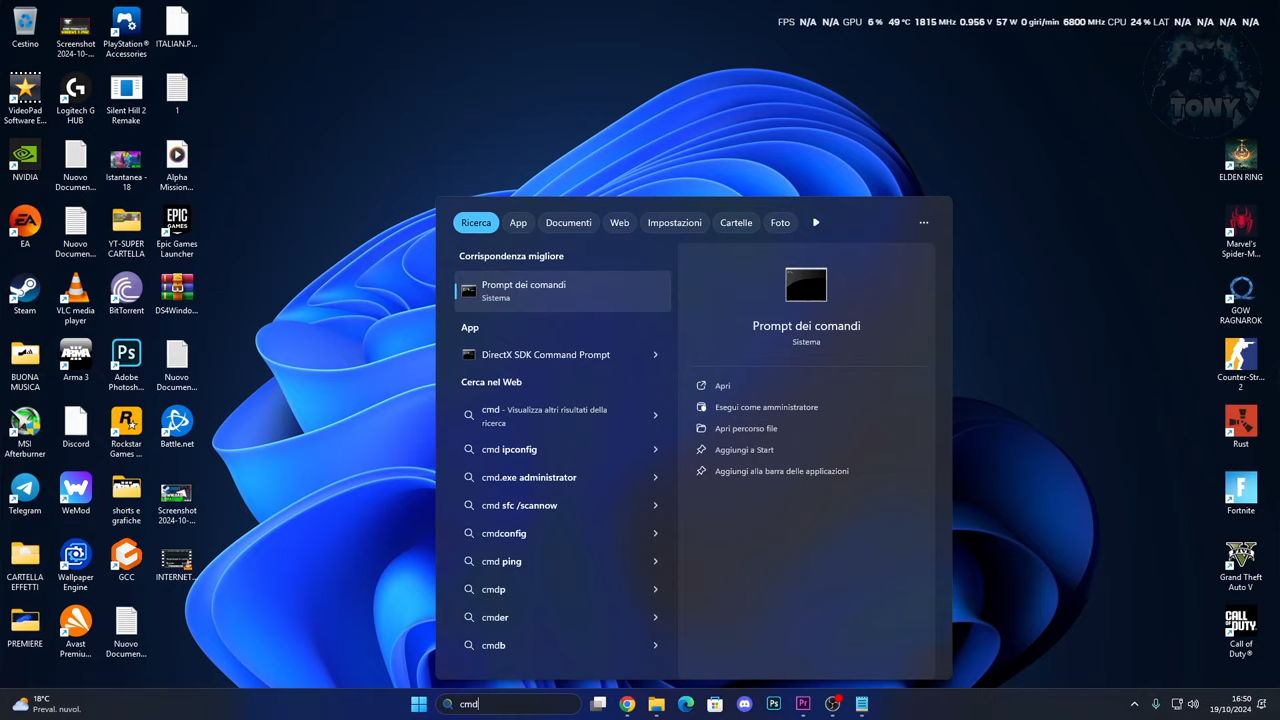 FPS N/A N/A GPU 6 % 49 °C 1815 MHz 0.956 V 57 W 0 giri/min 6800 MHz CPU 24 % LAT N/A N/A N/A N/A
TONY
Cestino
Screenshot
2024-10-...
PlayStation®
Accessories
ITALIAN.P...
VideoPad
Software E...
Logitech G
HUB
Silent Hill 2
Remake
1
NVIDIA
Nuovo
Documen...
Istantanea -
18
Alpha
Mission...
EA
Nuovo
Documen...
YT-SUPER
CARTELLA
Epic Games
Launcher
Steam
VLC media
player
BitTorrent
DS4Windo...
BUONA
MUSICA
Arma 3
Adobe
Photosh...
Nuovo
Documen...
MSI
Afterburner
Discord
Rockstar
Games ...
Battle.net
Telegram
WeMod
shorts e
grafiche
Screenshot
2024-10-...
CARTELLA
EFFETTI
Wallpaper
Engine
GCC
INTERNET...
PREMIERE
Avast
Premiu...
Nuovo
Documen...
ELDEN RING
Marvel's
Spider-M...
GOW
RAGNAROK
Counter-Str...
2
Rust
Fortnite
Grand Theft
Auto V
CALL OF DUTY
Call of
Duty®
Ricerca App Documenti Web Impostazioni Cartelle Foto
Corrispondenza migliore
Prompt dei comandi
Sistema
App
DirectX SDK Command Prompt
Cerca nel Web
cmd - Visualizza altri risultati della
ricerca
cmd ipconfig
cmd.exe administrator
cmd sfc /scannow
cmdconfig
cmd ping
cmdp
cmder
cmdb
Prompt dei comandi
Sistema
Apri
Esegui come amministratore
Apri percorso file
Aggiungi a Start
Aggiungi alla barra delle applicazioni
18°C
Preval. nuvol.
cmd
16:50
19/10/2024